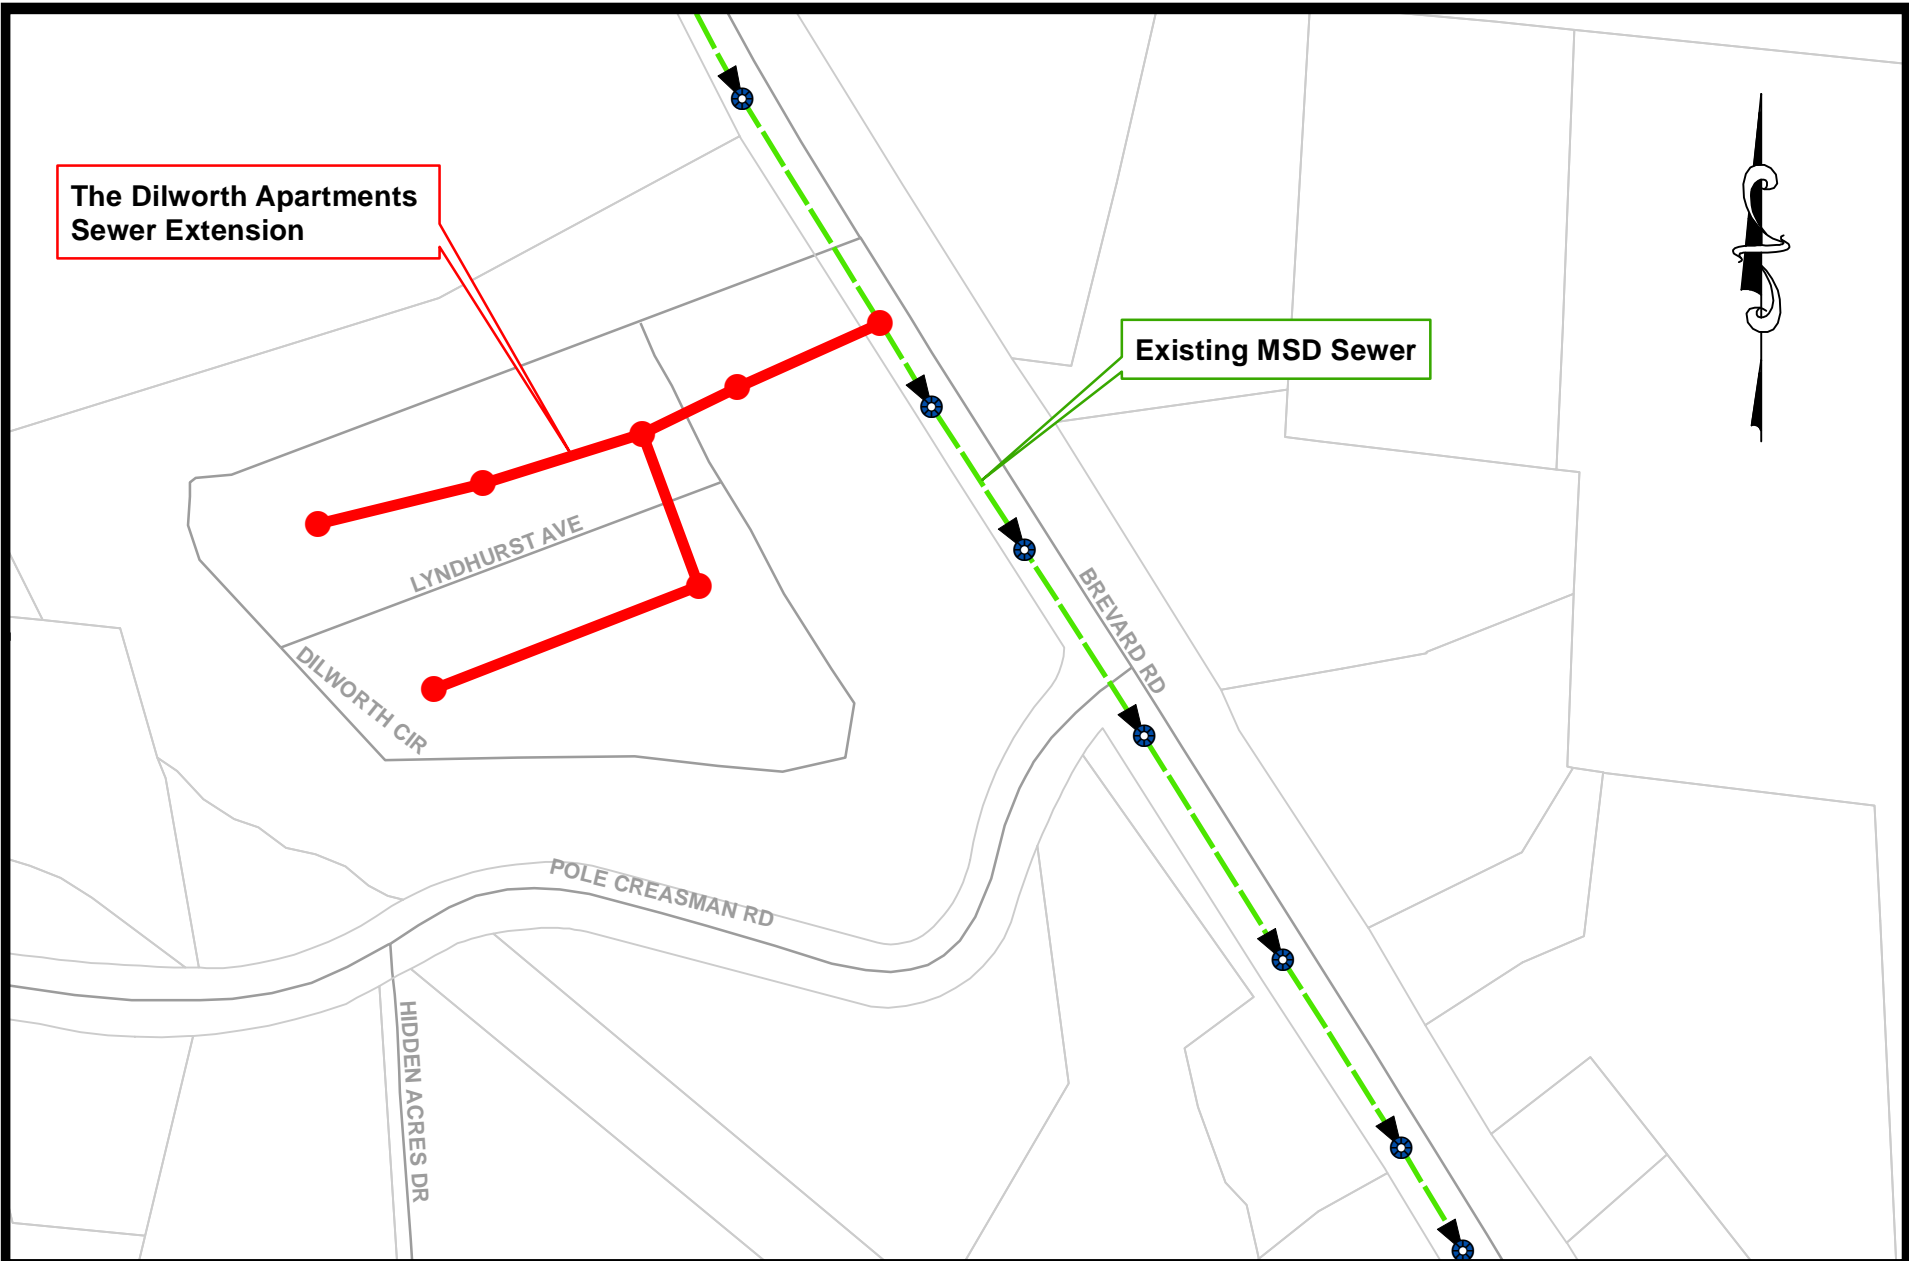 The Dilworth Apartments
Sewer Extension
Existing MSD Sewer
LYNDHURST AVE
BREVARD RD
DILWORTH CIR
POLE CREASMAN RD
HIDDEN ACRES DR